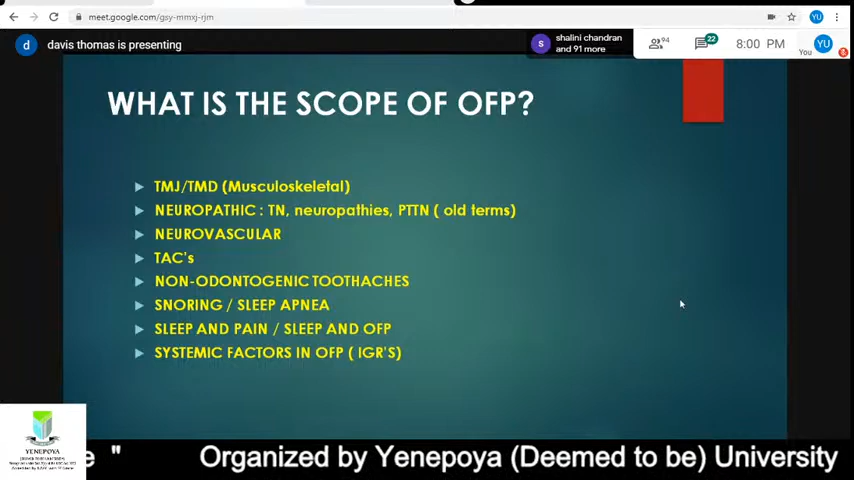 meet.google.com/gsy-mmxj-rjm
YU
d
davis thomas is presenting
S
shalini chandran
and 91 more
94
22
8:00 PM
You
YU
WHAT IS THE SCOPE OF OFP?
TMJ/TMD (Musculoskeletal)
NEUROPATHIC : TN, neuropathies, PTTN ( old terms)
NEUROVASCULAR
TAC's
NON-ODONTOGENIC TOOTHACHES
SNORING / SLEEP APNEA
SLEEP AND PAIN / SLEEP AND OFP
SYSTEMIC FACTORS IN OFP ( IGR'S)
YENEPOYA
e " Organized by Yenepoya (Deemed to be) University